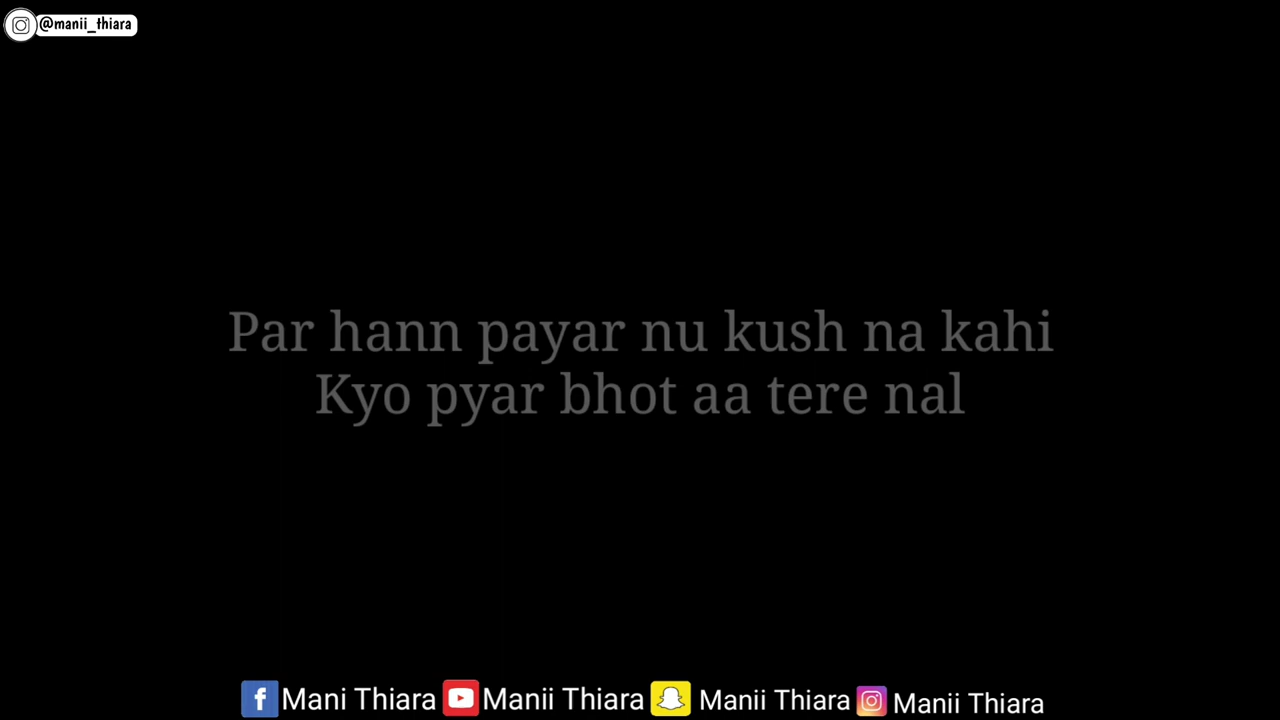 @manii_thiara
Par hann payar nu kush na kahi
Kyo pyar bhot aa tere nal
Mani Thiara Manii Thiara Manii Thiara Manii Thiara